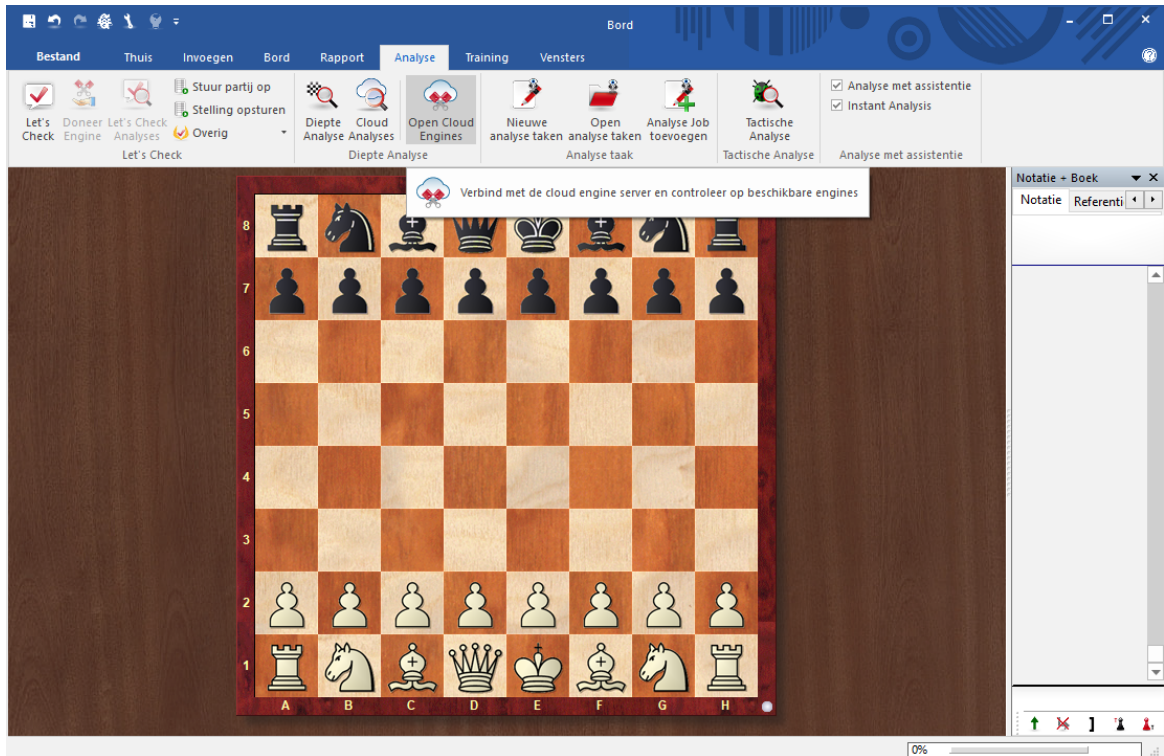 Bord
Bestand Thuis Invoegen Bord Rapport Analyse Training Vensters
Let's Check
Doneer Engine
Let's Check Analyses
Stuur partij op
Stelling opsturen
Overig
Let's Check
Diepte Analyse
Cloud Analyses
Open Cloud Engines
Diepte Analyse
Nieuwe analyse taken
Open analyse taken
Analyse Job toevoegen
Analyse taak
Tactische Analyse
Tactische Analyse
Analyse met assistentie
Instant Analysis
Analyse met assistentie
Verbind met de cloud engine server en controleer op beschikbare engines
Notatie + Boek
Notatie Referenti
8
7
6
5
4
3
2
1
A B C D E F G H
0%